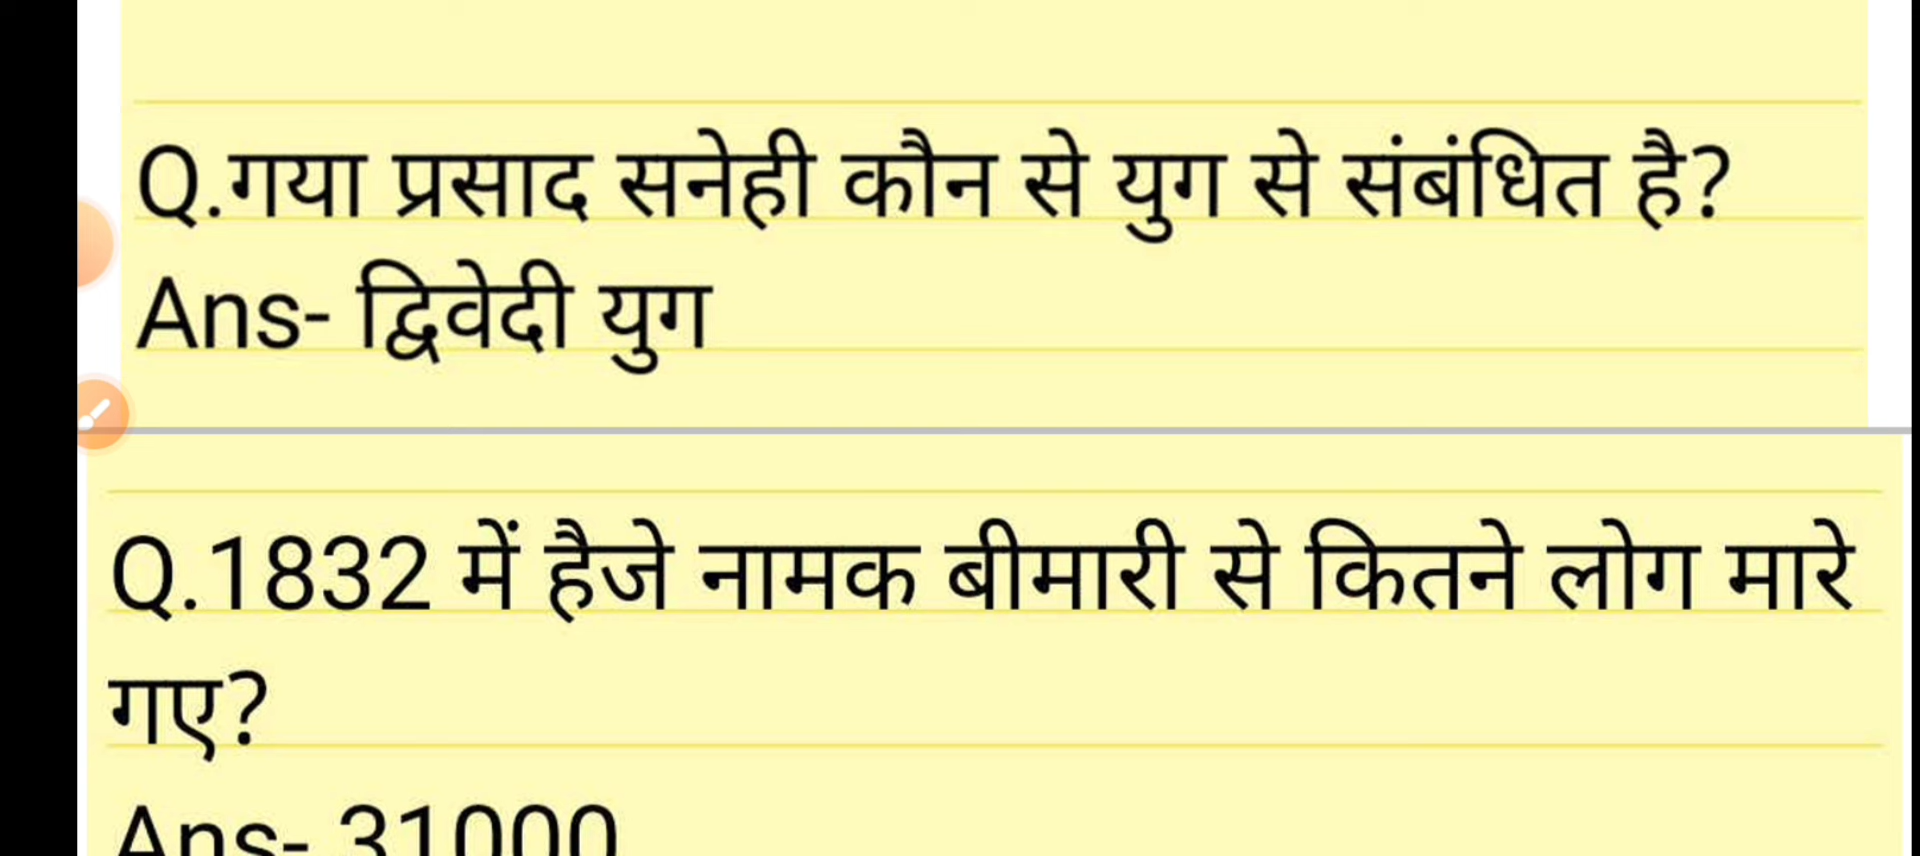 Q.गया प्रसाद सनेही कौन से युग से संबंधित है?
Ans- द्विवेदी युग
Q.1832 में हैजे नामक बीमारी से कितने लोग मारे
गए?
Ans- 31000